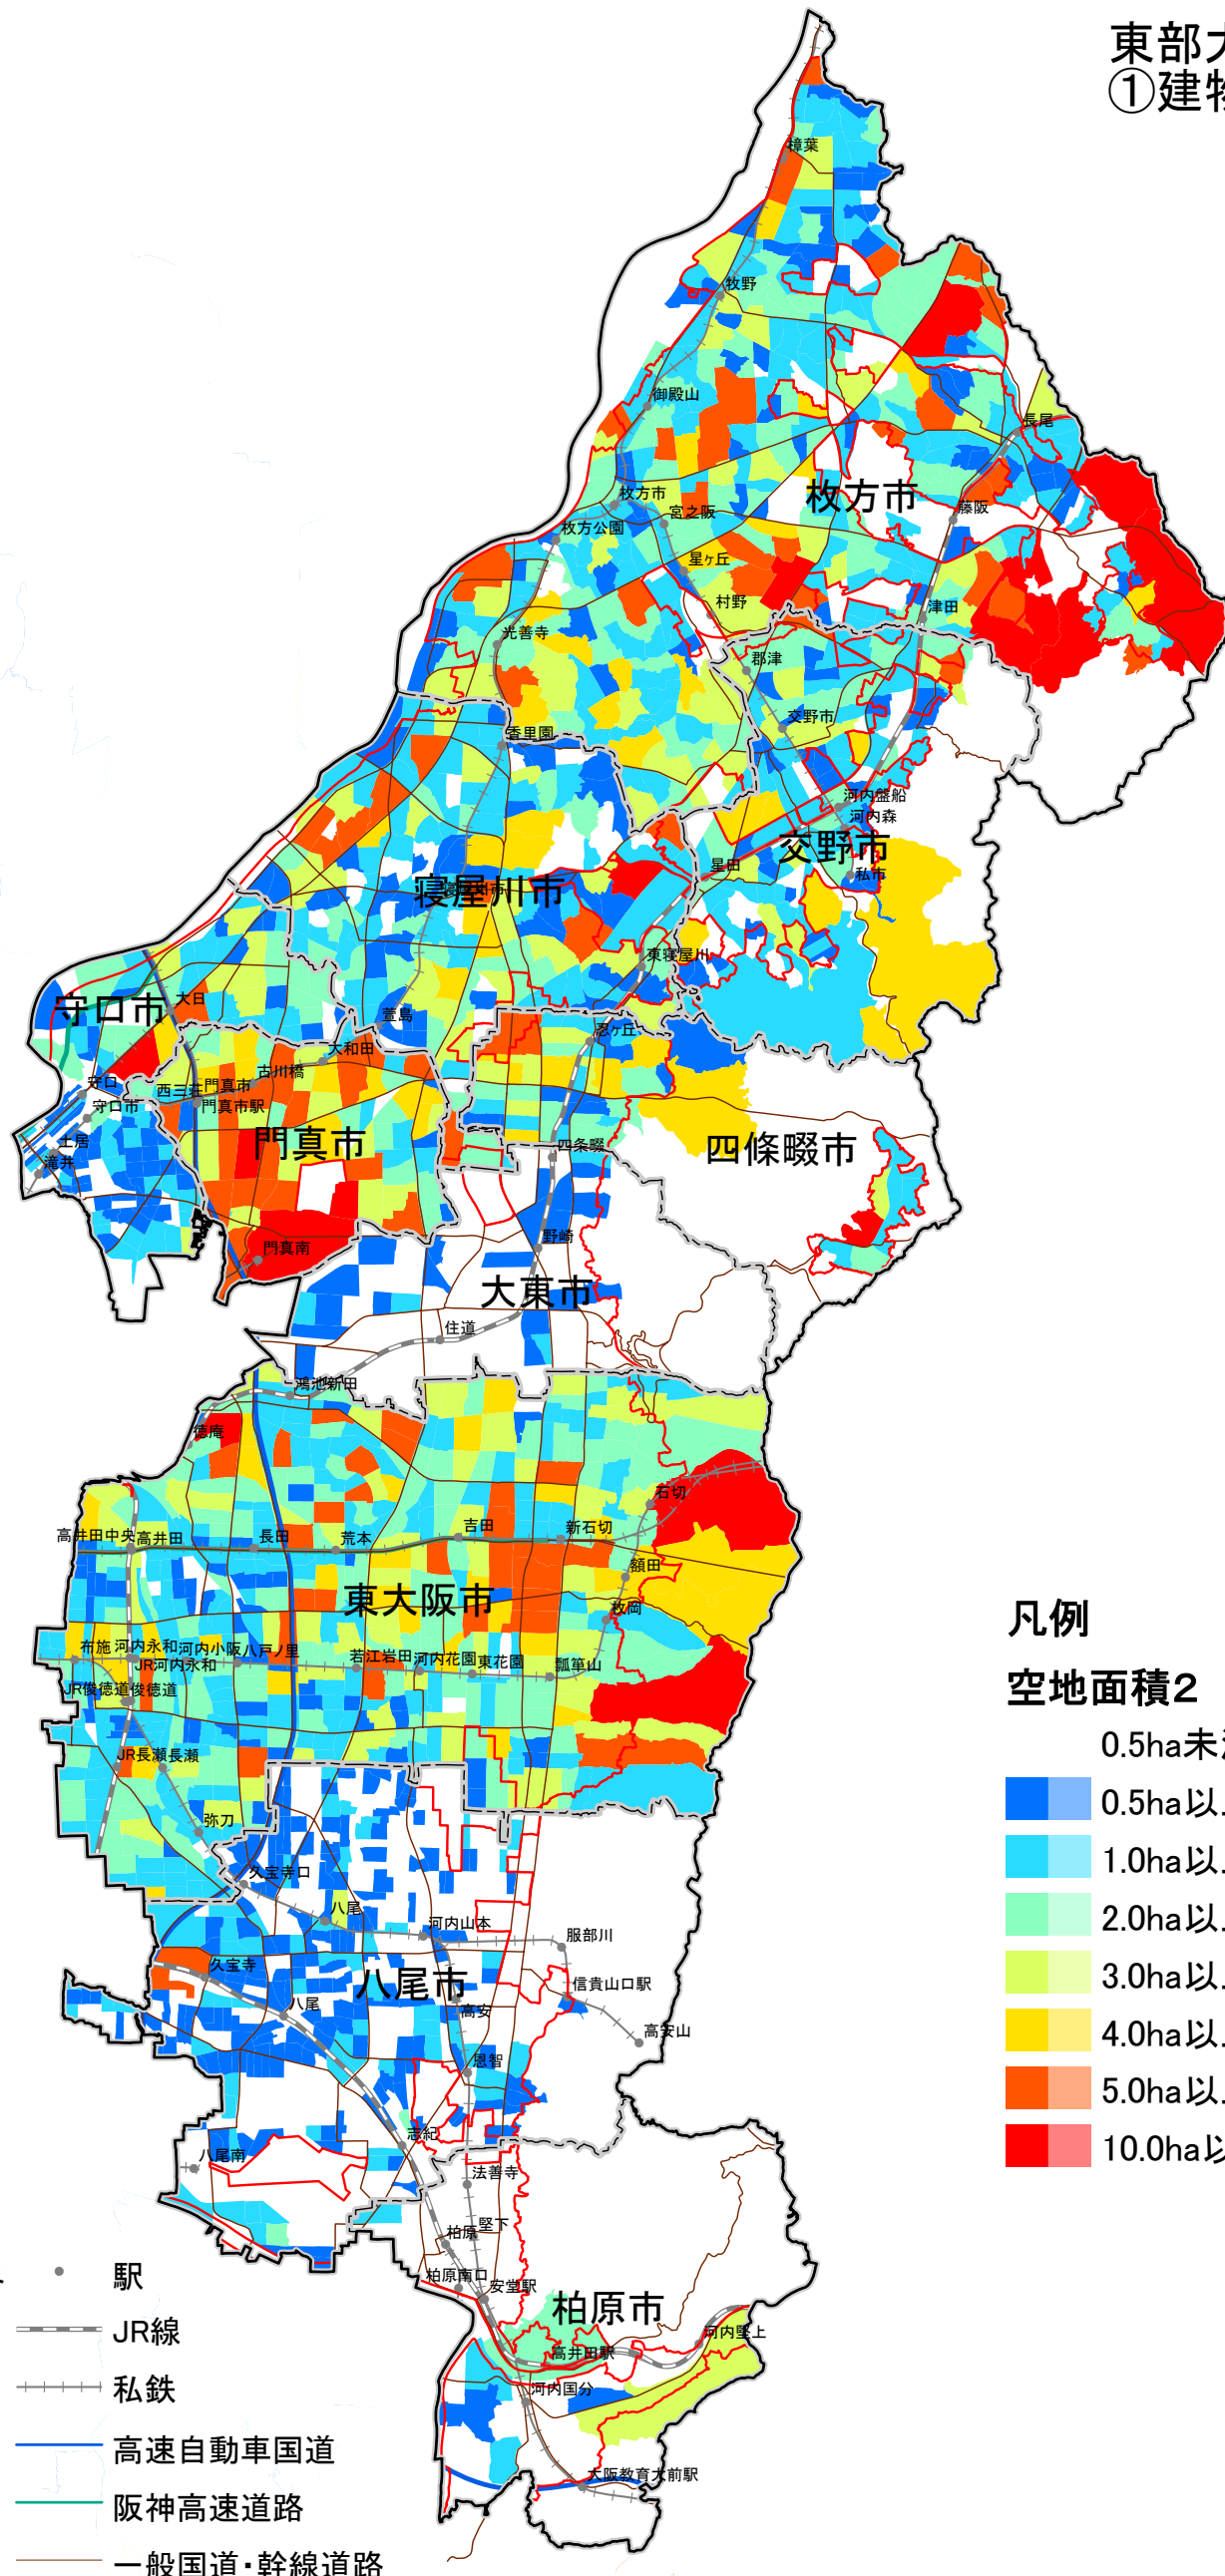 東部大
①建物
樟葉
牧野
御殿山
長尾
枚方市
枚方市
藤阪
宮之阪
枚方公園
星ヶ丘
村野
津田
光善寺
郡津
交野市
香里園
河内盤船
河内森
交野市
星田
私市
寝屋川市
寝屋川市
東寝屋川
守口市
大日
萱島
忍ヶ丘
大和田
古川橋
守口
西三荘
門真市
門真市駅
守口市
土居
滝井
門真市
四条畷
四條畷市
門真南
野崎
大東市
住道
鴻池新田
徳庵
石切
高井田中央
高井田
長田
荒本
吉田
新石切
額田
東大阪市
枚岡
布施
河内永和
河内小阪
八戸ノ里
JR河内永和
若江岩田
河内花園
東花園
瓢箪山
JR俊徳道
俊徳道
JR長瀬
長瀬
弥刀
久宝寺口
八尾
河内山本
服部川
久宝寺
八尾市
信貴山口駅
八尾
高安
高安山
恩智
志紀
八尾南
法善寺
柏原
堅下
柏原南口
安堂駅
柏原市
高井田駅
河内堅上
河内国分
大阪教育大前駅
凡例
空地面積2
0.5ha未
0.5ha以
1.0ha以
2.0ha以
3.0ha以
4.0ha以
5.0ha以
10.0ha以
駅
JR線
私鉄
高速自動車国道
阪神高速道路
一般国道・幹線道路